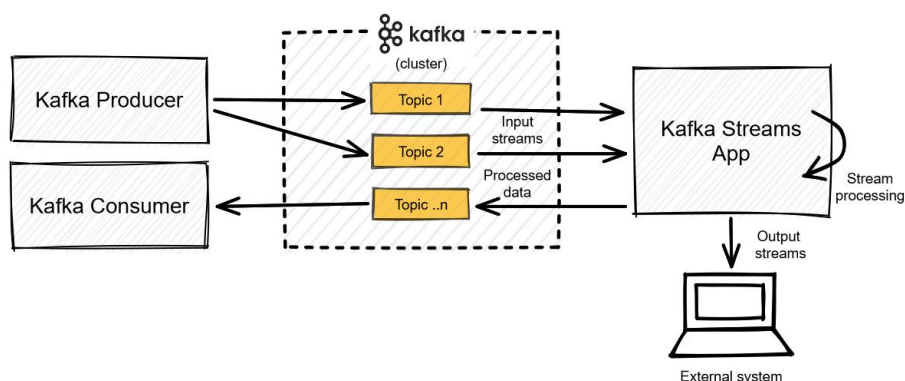 kafka
(cluster)
Kafka Producer
Topic 1
Input
streams
Topic 2
Kafka Streams
App
Stream
processing
Kafka Consumer
Processed
data
Topic ..n
Output
streams
External system